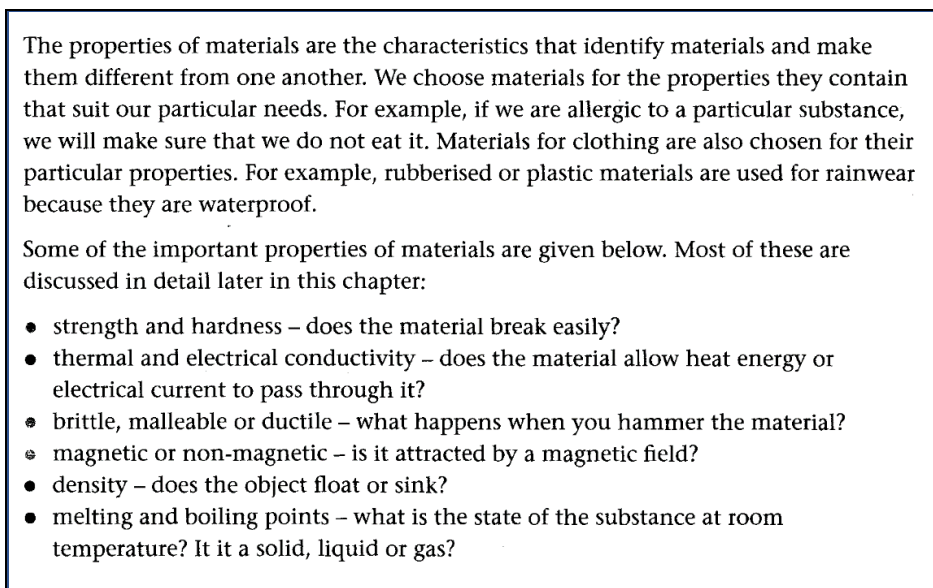 The properties of materials are the characteristics that identify materials and make
them different from one another. We choose materials for the properties they contain
that suit our particular needs. For example, if we are allergic to a particular substance,
we will make sure that we do not eat it. Materials for clothing are also chosen for their
particular properties. For example, rubberised or plastic materials are used for rainwear
because they are waterproof.
Some of the important properties of materials are given below. Most of these are
discussed in detail later in this chapter:
• strength and hardness – does the material break easily?
• thermal and electrical conductivity – does the material allow heat energy or
electrical current to pass through it?
• brittle, malleable or ductile – what happens when you hammer the material?
• magnetic or non-magnetic – is it attracted by a magnetic field?
• density – does the object float or sink?
• melting and boiling points – what is the state of the substance at room
temperature? It it a solid, liquid or gas?